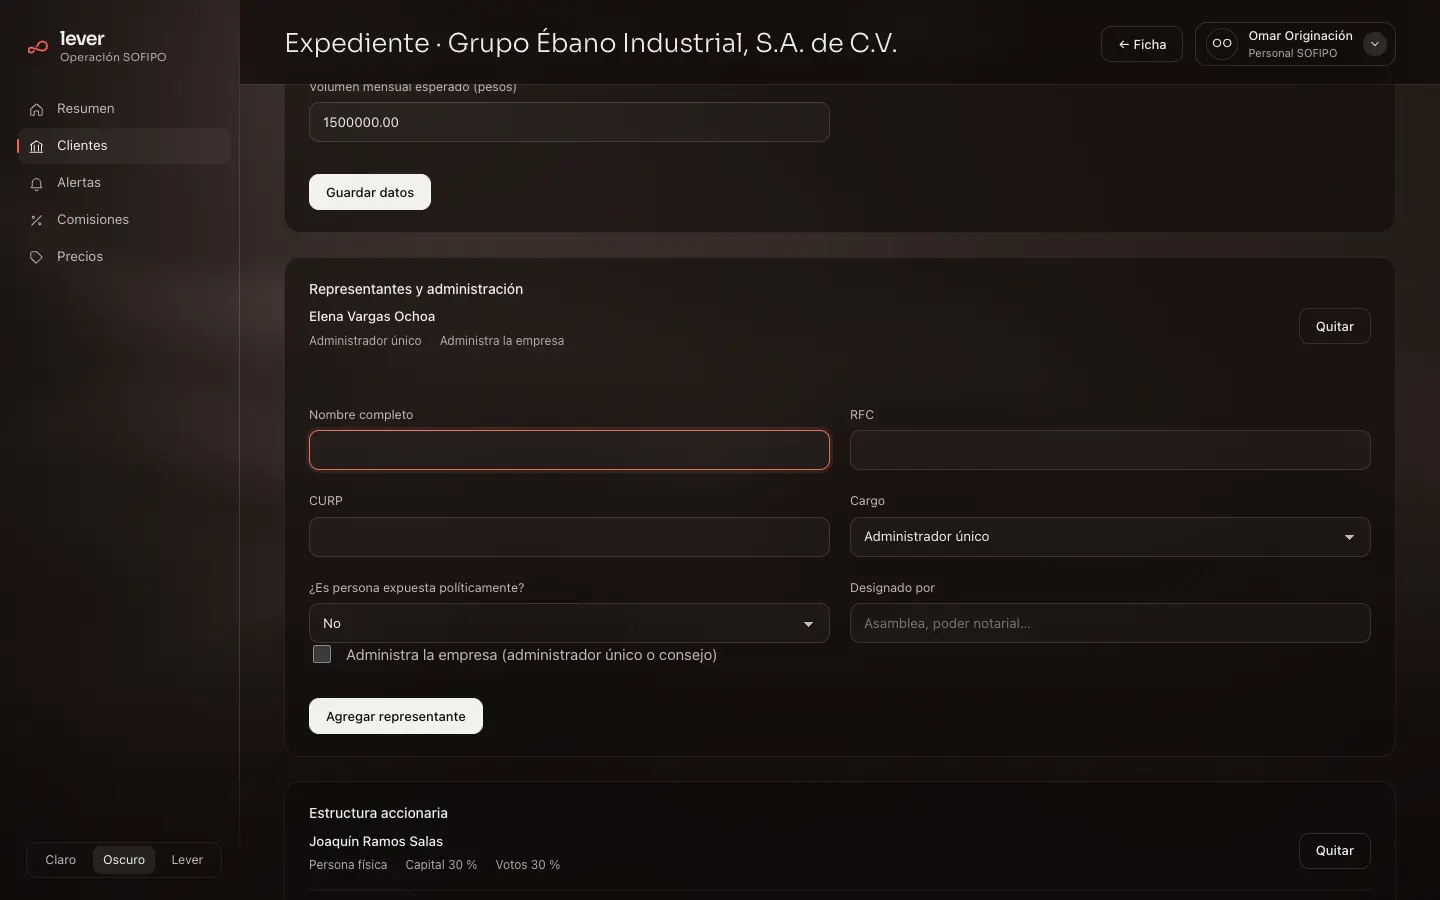 lever
Operación SOFIPO
Resumen
Clientes
Alertas
Comisiones
Precios
Claro
Oscuro
Lever
Expediente · Grupo Ébano Industrial, S.A. de C.V.
← Ficha
OO
Omar Originación
Personal SOFIPO
Volumen mensual esperado (pesos)
1500000.00
Guardar datos
Representantes y administración
Elena Vargas Ochoa
Administrador único
Administra la empresa
Quitar
Nombre completo
RFC
CURP
Cargo
Administrador único
¿Es persona expuesta políticamente?
Designado por
No
Asamblea, poder notarial...
Administra la empresa (administrador único o consejo)
Agregar representante
Estructura accionaria
Joaquín Ramos Salas
Persona física
Capital 30 %
Votos 30 %
Quitar